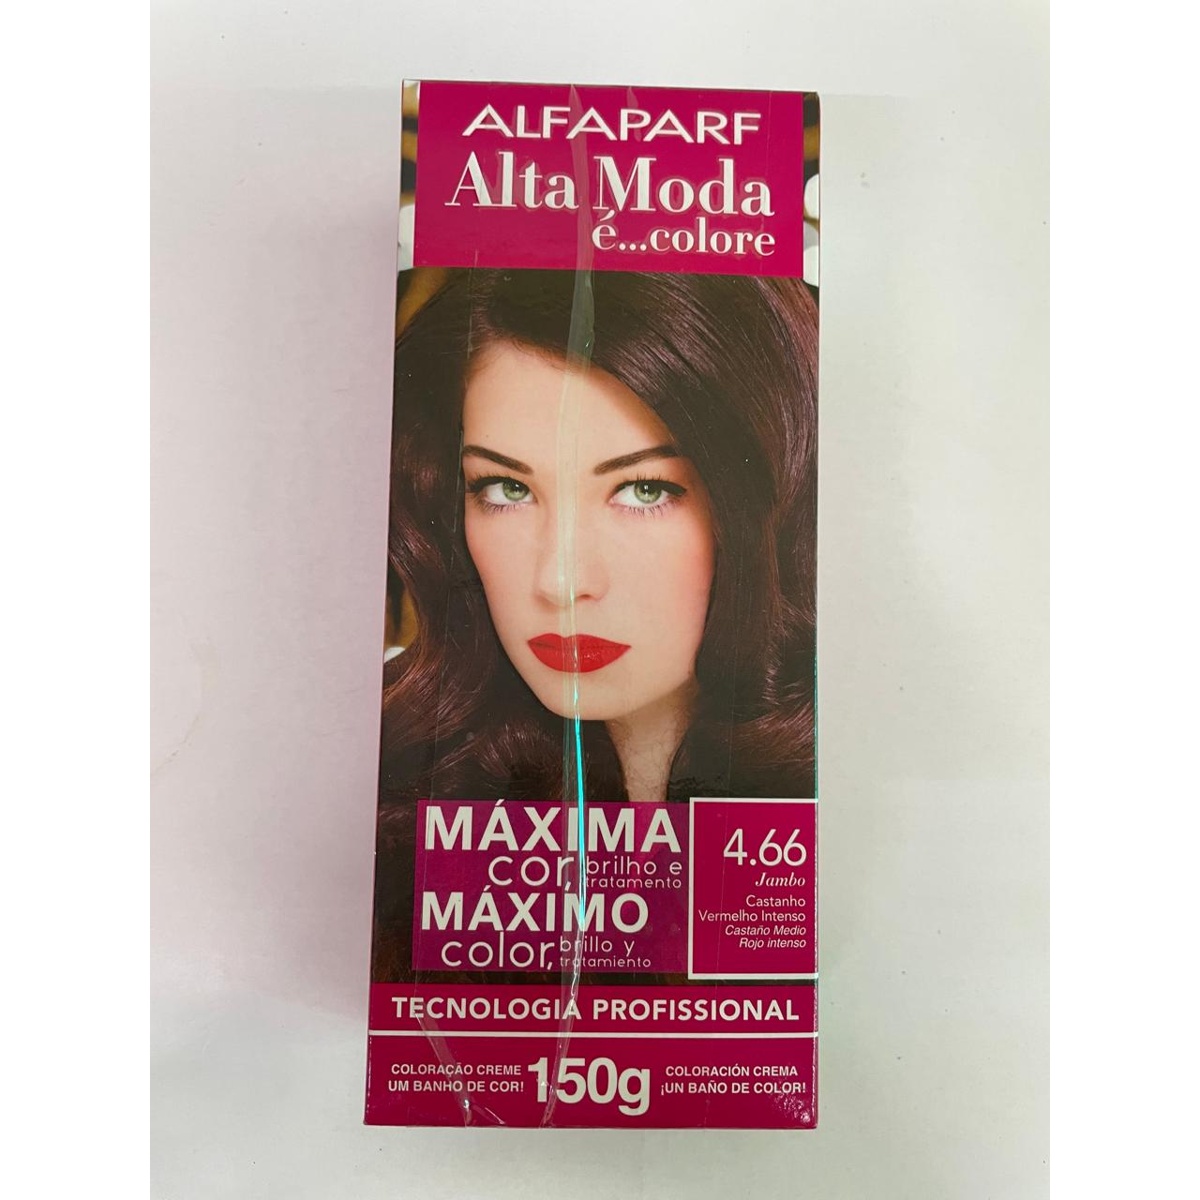 ALFAPARF
Alta Moda
é...colore
MÁXIMA
cor, brilho e
tratamento
MÁXIMO
color, brillo y
tratamiento
4.66
Jambo
Castanho
Vermelho Intenso
Castaño Medio
Rojo intenso
TECNOLOGIA PROFISSIONAL
COLORAÇÃO CREME
UM BANHO DE COR!
150g
COLORACIÓN CREMA
¡UN BAÑO DE COLOR!